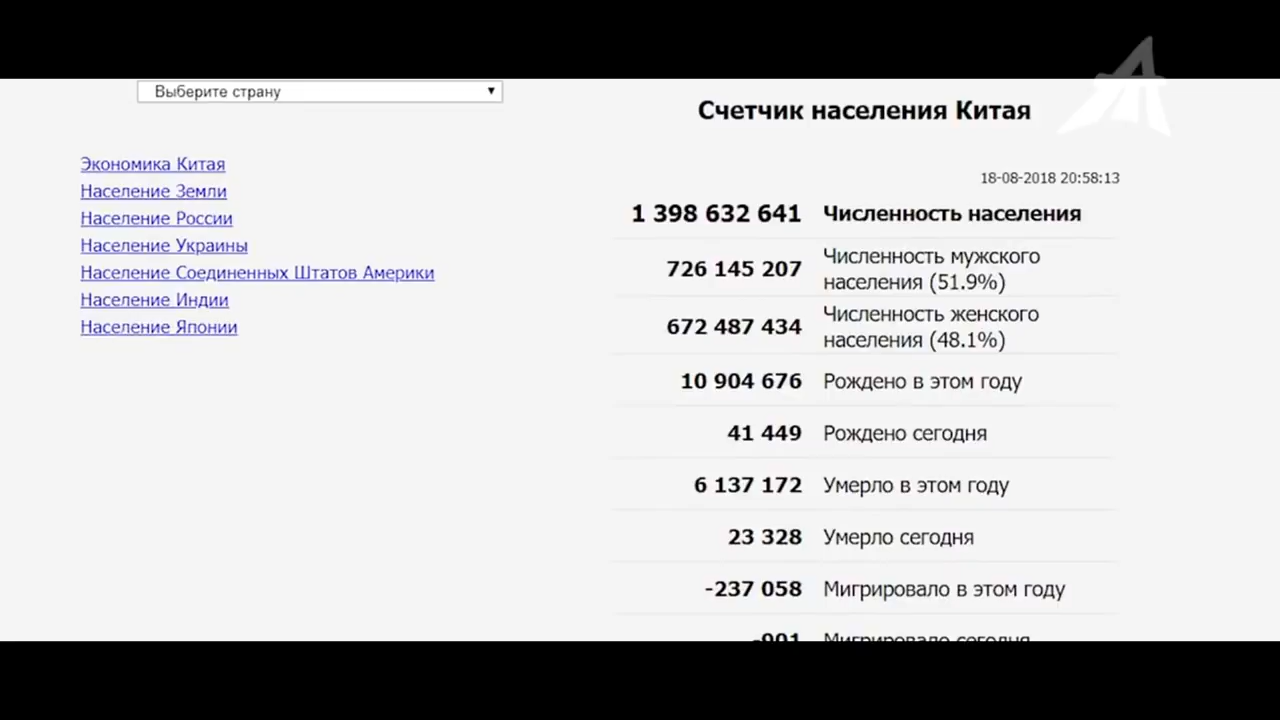 Выберите страну
Экономика Китая
Население Земли
Население России
Население Украины
Население Соединенных Штатов Америки
Население Индии
Население Японии
Счетчик населения Китая
18-08-2018 20:58:13
1 398 632 641 Численность населения
726 145 207 Численность мужского
населения (51.9%)
672 487 434 Численность женского
населения (48.1%)
10 904 676 Рождено в этом году
41 449 Рождено сегодня
6 137 172 Умерло в этом году
23 328 Умерло сегодня
-237 058 Мигрировало в этом году
-901 Мигрировало сегодня